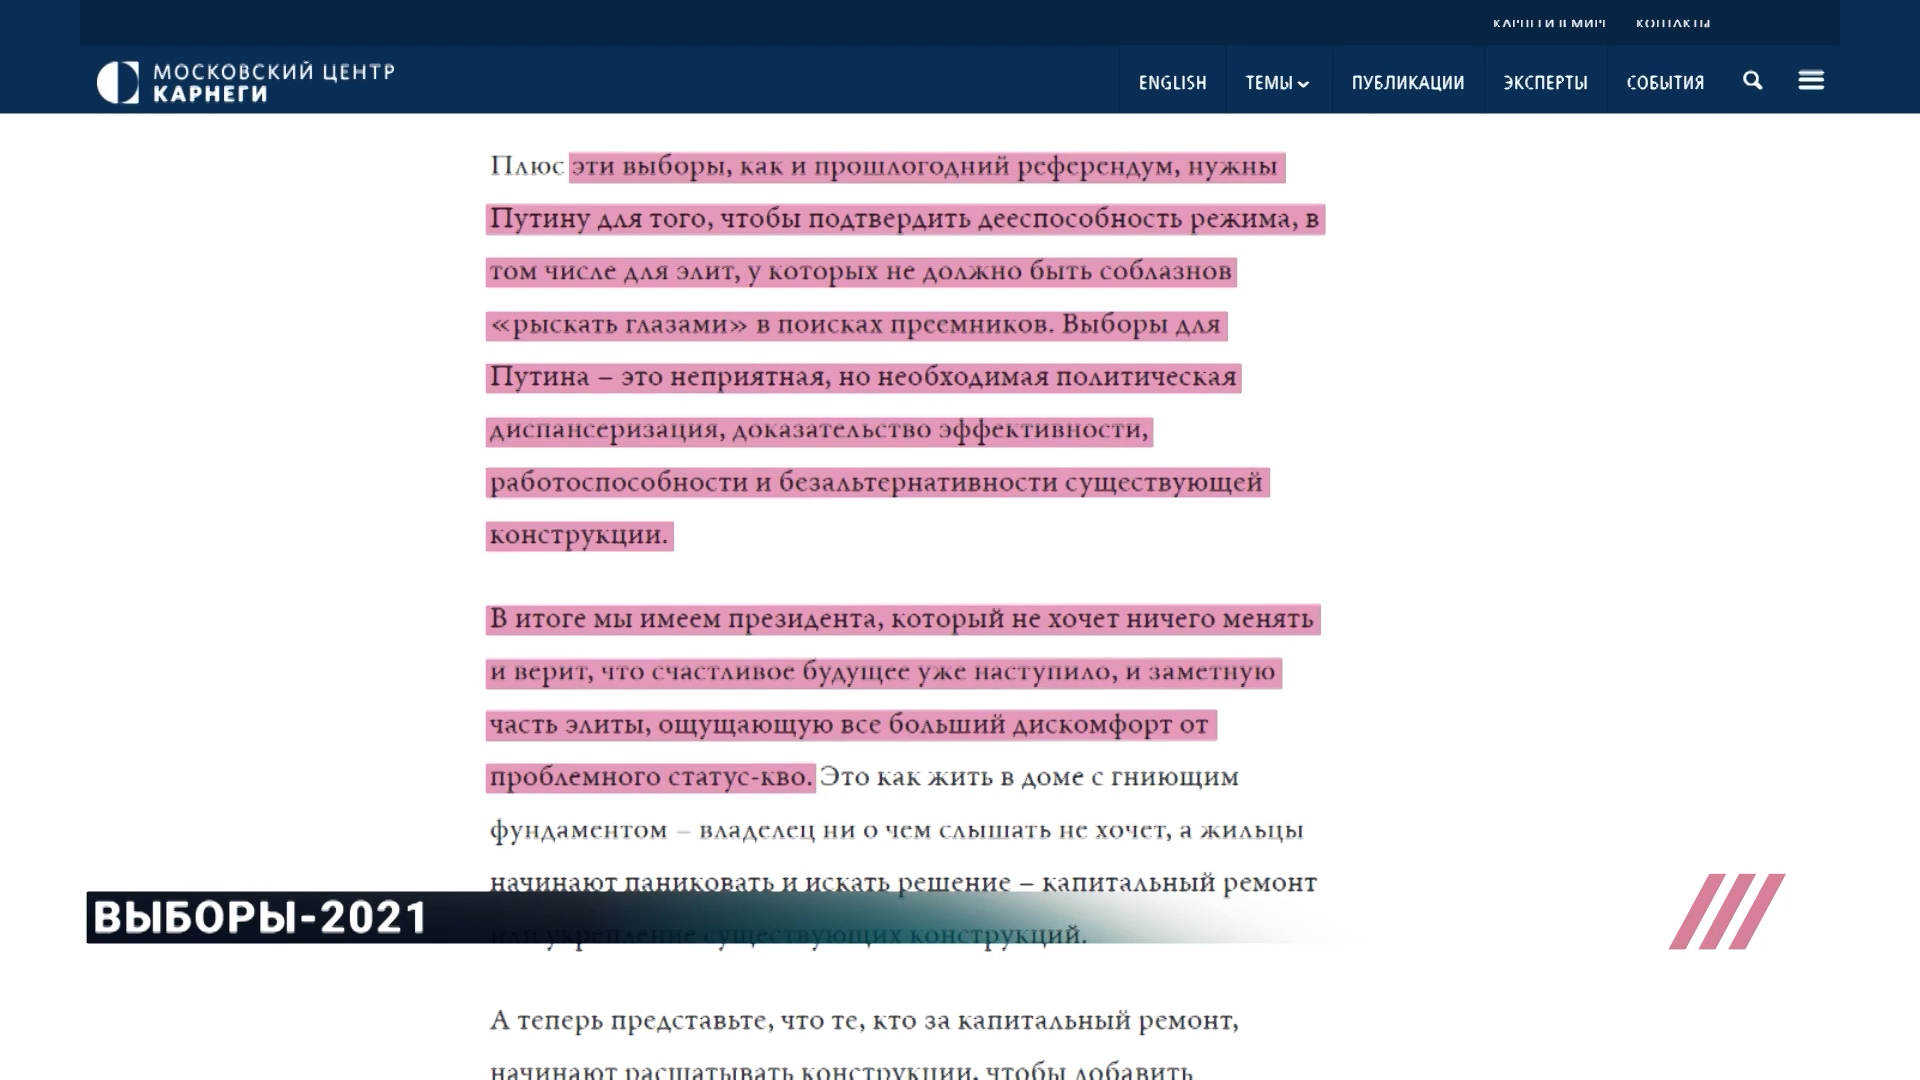 КАРНЕГИ В МИРЕ КОНТАКТЫ
МОСКОВСКИЙ ЦЕНТР
КАРНЕГИ
ENGLISH ТЕМЫ ПУБЛИКАЦИИ ЭКСПЕРТЫ СОБЫТИЯ
Плюс эти выборы, как и прошлогодний референдум, нужны
Путину для того, чтобы подтвердить дееспособность режима, в
том числе для элит, у которых не должно быть соблазнов
«рыскать глазами» в поисках преемников. Выборы для
Путина – это неприятная, но необходимая политическая
диспансеризация, доказательство эффективности,
работоспособности и безальтернативности существующей
конструкции.
В итоге мы имеем президента, который не хочет ничего менять
и верит, что счастливое будущее уже наступило, и заметную
часть элиты, ощущающую все больший дискомфорт от
проблемного статус-кво. Это как жить в доме с гниющим
фундаментом – владелец ни о чем слышать не хочет, а жильцы
начинают паниковать и искать решение – капитальный ремонт
или укрепление существующих конструкций.
ВЫБОРЫ-2021
А теперь представьте, что те, кто за капитальный ремонт,
начинают расшатывать конструкции, чтобы добавить